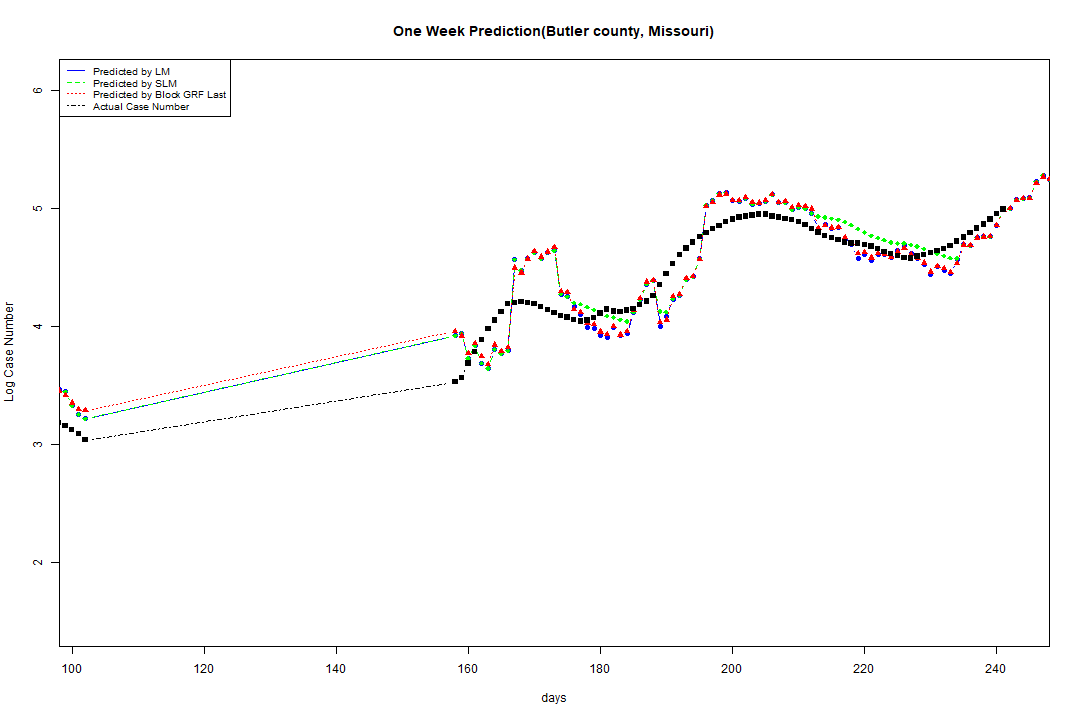 One Week Prediction(Butler county, Missouri)
Predicted by LM
Predicted by SLM
Predicted by Block GRF Last
Actual Case Number
6
5
4
3
2
Log Case Number
100 120 140 160 180 200 220 240
days